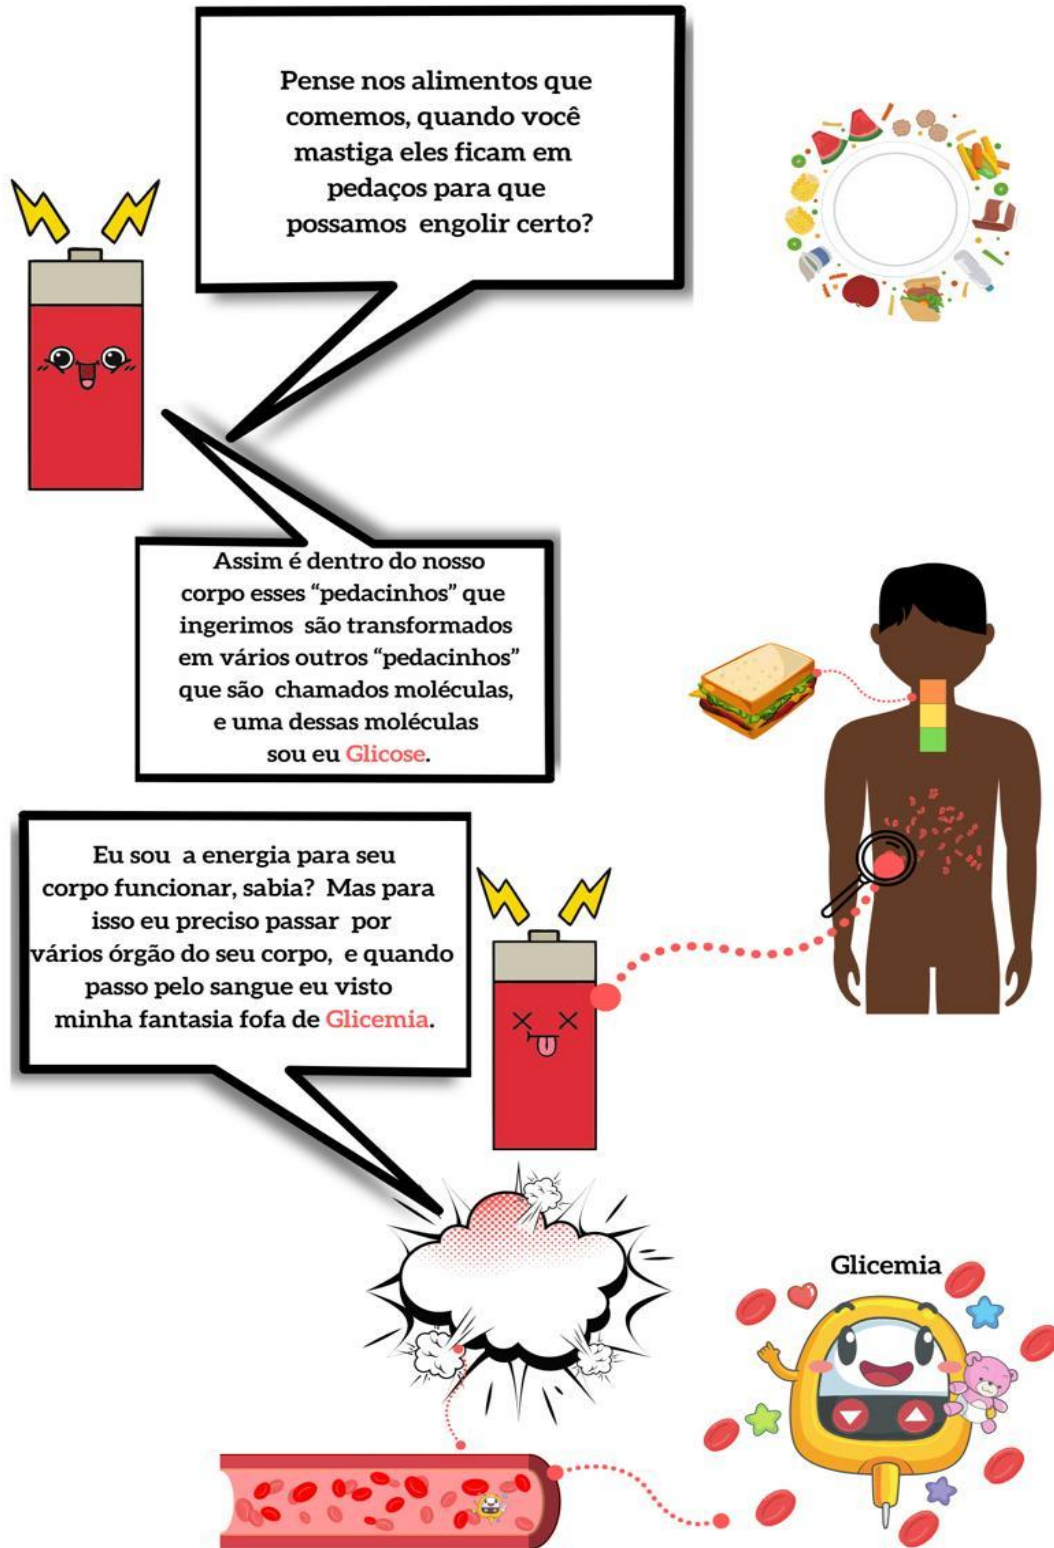 Pense nos alimentos que
comemos, quando você
mastiga eles ficam em
pedaços para que
possamos engolir certo?
Assim é dentro do nosso
corpo esses “pedacinhos” que
ingerimos são transformados
em vários outros “pedacinhos”
que são chamados moléculas,
e uma dessas moléculas
sou eu Glicose.
Eu sou a energia para seu
corpo funcionar, sabia? Mas para
isso eu preciso passar por
vários órgão do seu corpo, e quando
passo pelo sangue eu visto
minha fantasia fofa de Glicemia.
Glicemia